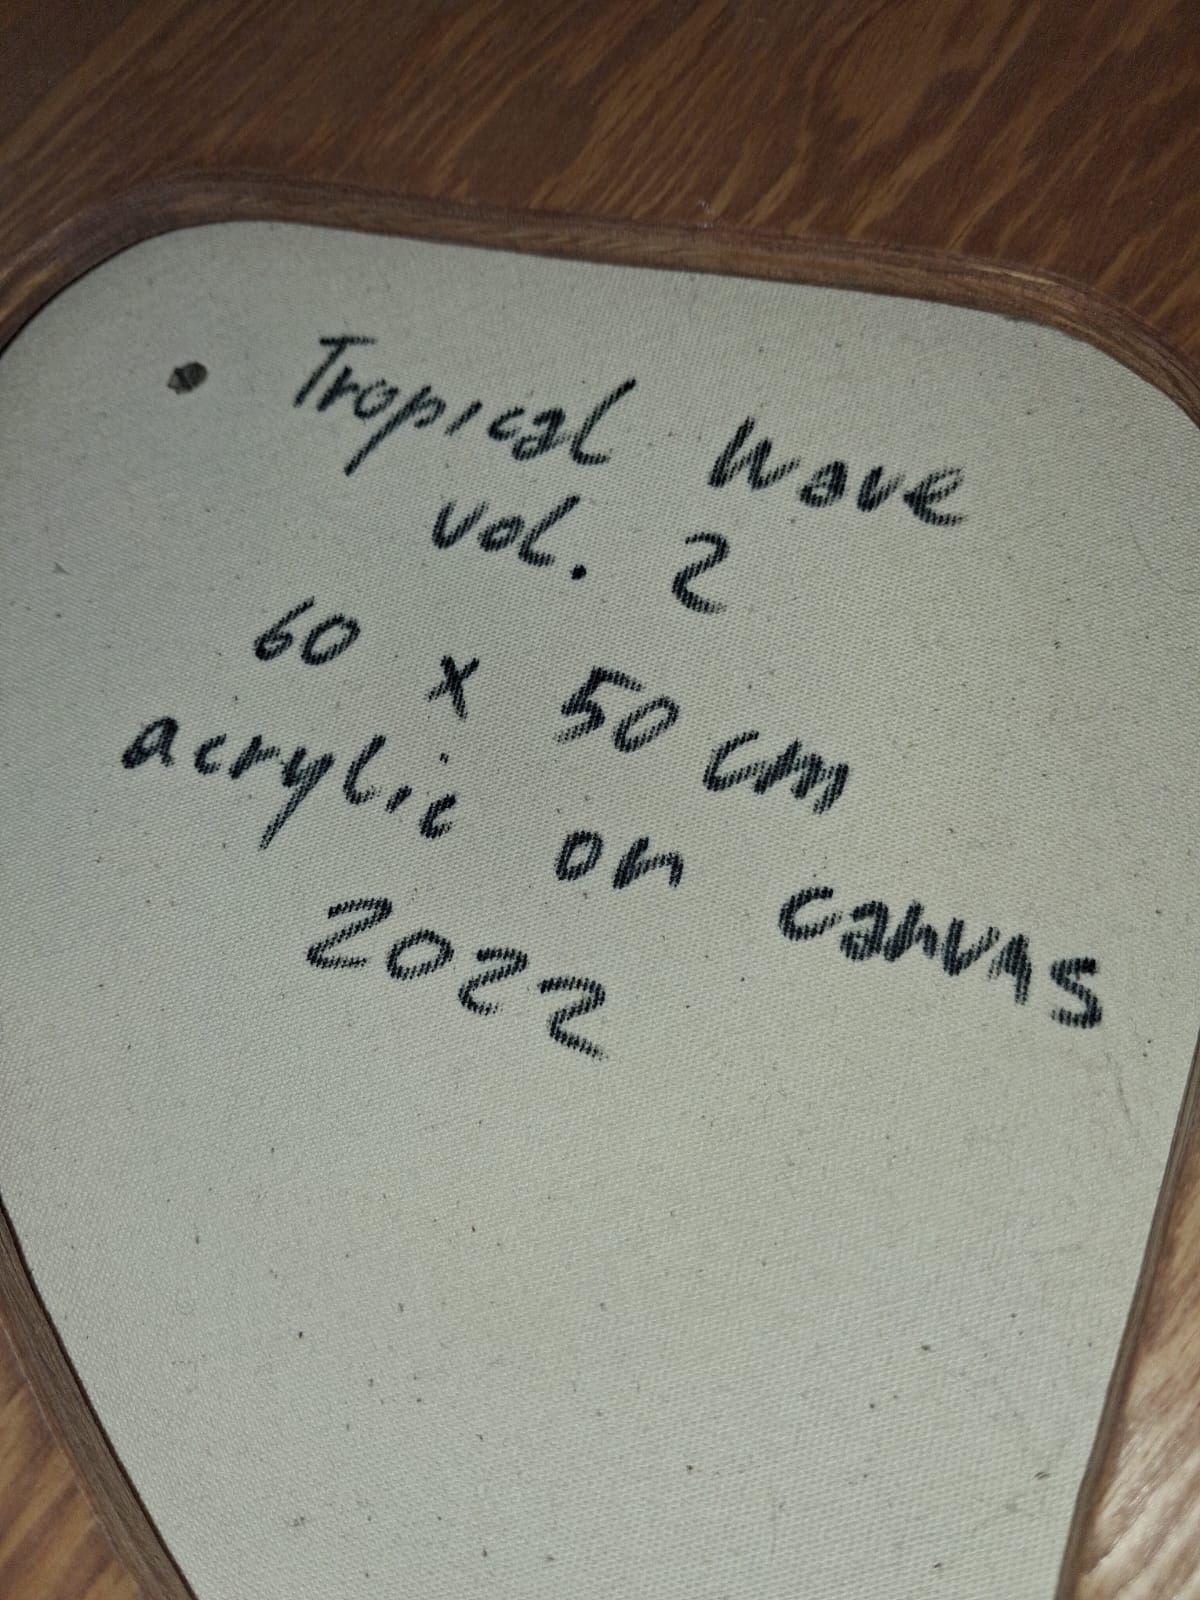 Tropical Wave
vol. 2
60 x 50 cm
acrylic on canvas
2022